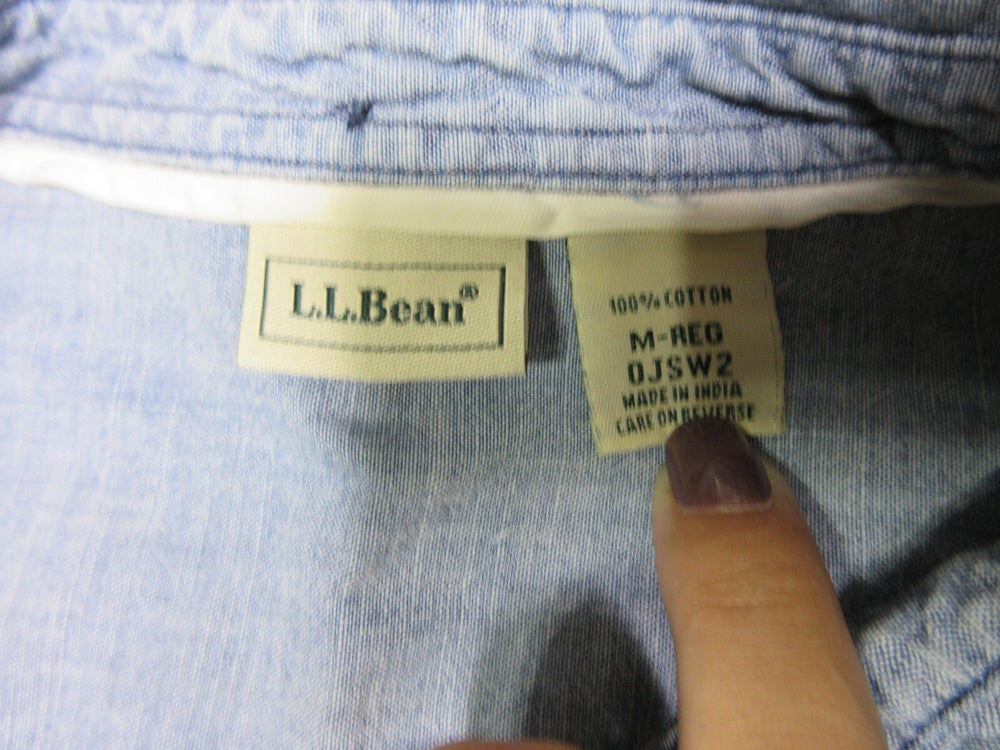 L.L.Bean®
100% COTTON
M-REG
0JSW2
MADE IN INDIA
CARE ON REVERSE